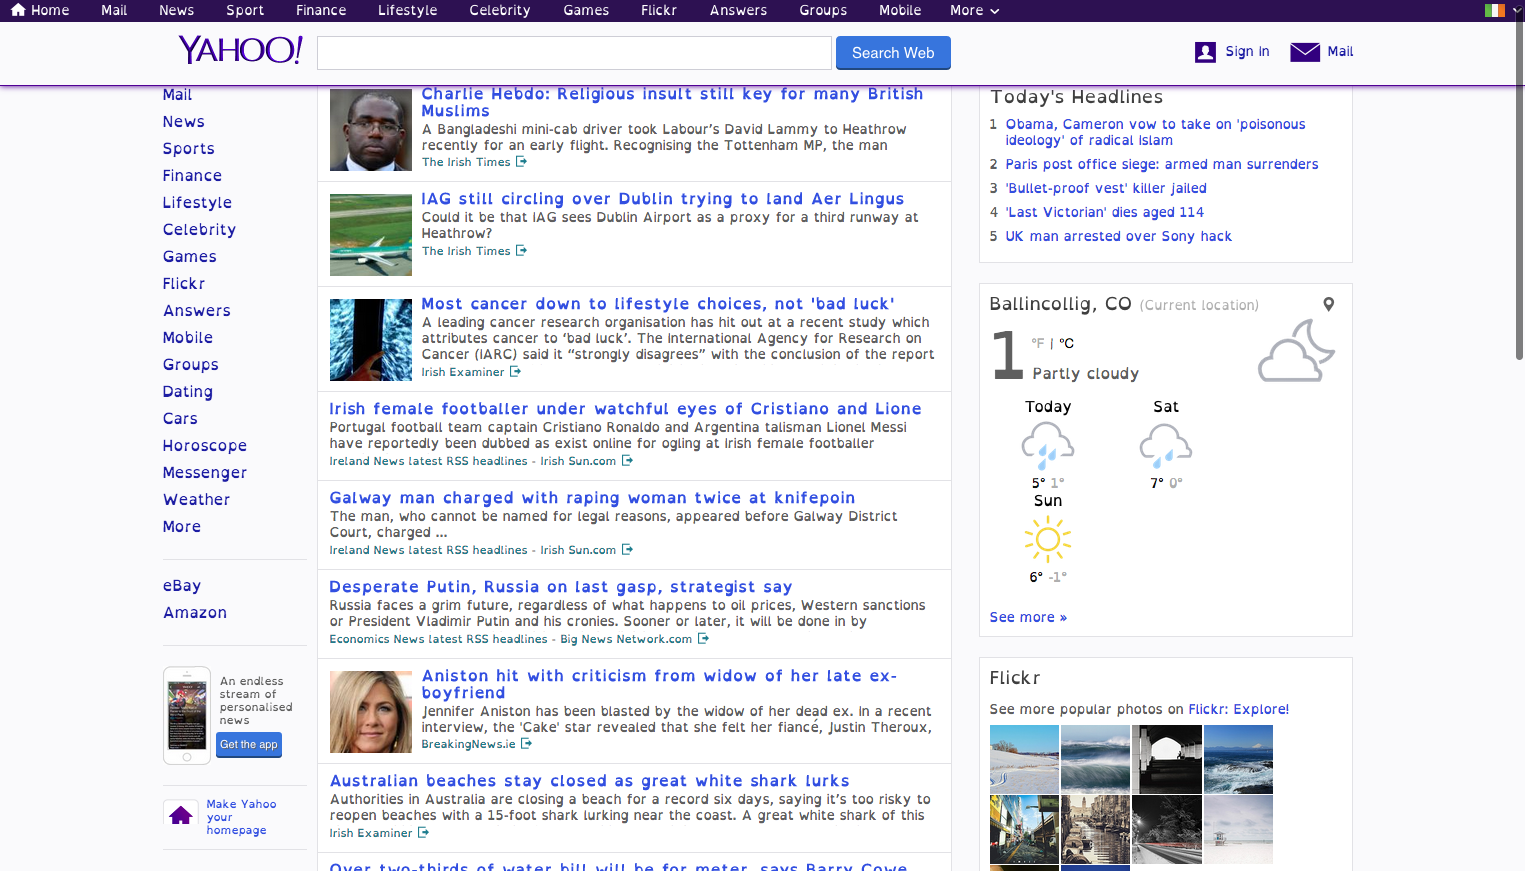 Home Mail News Sport Finance Lifestyle Celebrity Games Flickr Answers Groups Mobile More
YAHOO! Search Web Sign In Mail
Mail
News
Sports
Finance
Lifestyle
Celebrity
Games
Flickr
Answers
Mobile
Groups
Dating
Cars
Horoscope
Messenger
Weather
More
eBay
Amazon
An endless
stream of
personalised
news
Get the app
Make Yahoo
your
homepage
Charlie Hebdo: Religious insult still key for many British
Muslims
A Bangladeshi mini-cab driver took Labour’s David Lammy to Heathrow
recently for an early flight. Recognising the Tottenham MP, the man
The Irish Times
IAG still circling over Dublin trying to land Aer Lingus
Could it be that IAG sees Dublin Airport as a proxy for a third runway at
Heathrow?
The Irish Times
Most cancer down to lifestyle choices, not 'bad luck'
A leading cancer research organisation has hit out at a recent study which
attributes cancer to ‘bad luck’. The International Agency for Research on
Cancer (IARC) said it “strongly disagrees” with the conclusion of the report
Irish Examiner
Irish female footballer under watchful eyes of Cristiano and Lione
Portugal football team captain Cristiano Ronaldo and Argentina talisman Lionel Messi
have reportedly been dubbed as exist online for ogling at Irish female footballer
Ireland News latest RSS headlines - Irish Sun.com
Galway man charged with raping woman twice at knifepoin
The man, who cannot be named for legal reasons, appeared before Galway District
Court, charged ...
Ireland News latest RSS headlines - Irish Sun.com
Desperate Putin, Russia on last gasp, strategist say
Russia faces a grim future, regardless of what happens to oil prices, Western sanctions
or President Vladimir Putin and his cronies. Sooner or later, it will be done in by
Economics News latest RSS headlines - Big News Network.com
Aniston hit with criticism from widow of her late ex-
boyfriend
Jennifer Aniston has been blasted by the widow of her dead ex. In a recent
interview, the 'Cake' star revealed that she felt her fiancé, Justin Theroux,
BreakingNews.ie
Australian beaches stay closed as great white shark lurks
Authorities in Australia are closing a beach for a record six days, saying it’s too risky to
reopen beaches with a 15-foot shark lurking near the coast. A great white shark of this
Irish Examiner
Over two-thirds of water bill will be for meter, says Barry Cowe
Today's Headlines
1 Obama, Cameron vow to take on 'poisonous
ideology' of radical Islam
2 Paris post office siege: armed man surrenders
3 'Bullet-proof vest' killer jailed
4 'Last Victorian' dies aged 114
5 UK man arrested over Sony hack
Ballincollig, CO (Current location)
1 °F | °C
Partly cloudy
Today Sat
5° 1° 7° 0°
Sun
6° -1°
See more »
Flickr
See more popular photos on Flickr: Explore!